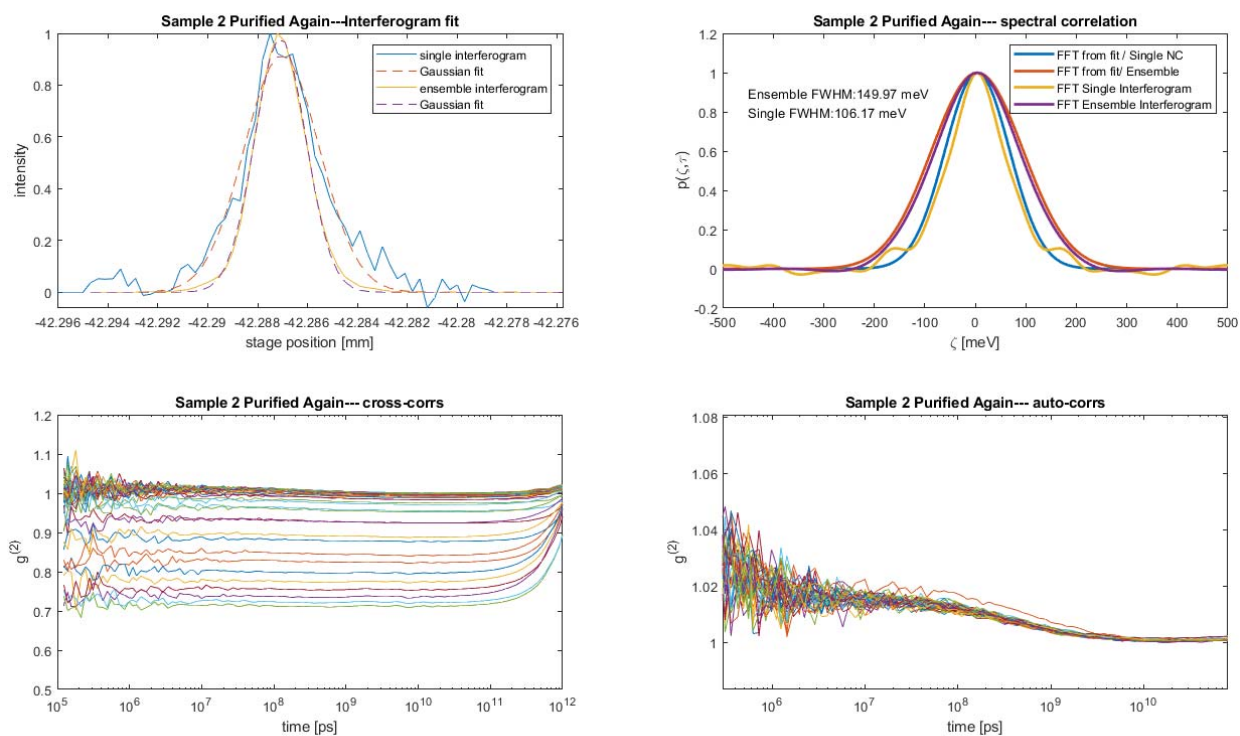 Sample 2 Purified Again---Interferogram fit
1
0.8
0.6
0.4
0.2
0
intensity
single interferogram
Gaussian fit
ensemble interferogram
Gaussian fit
-42.296 -42.294 -42.292 -42.29 -42.288 -42.286 -42.284 -42.282 -42.28 -42.278 -42.276
stage position [mm]
Sample 2 Purified Again--- spectral correlation
1.2
1
0.8
0.6
0.4
0.2
0
-0.2
p(ζ,τ)
Ensemble FWHM:149.97 meV
Single FWHM:106.17 meV
FFT from fit / Single NC
FFT from fit/ Ensemble
FFT Single Interferogram
FFT Ensemble Interferogram
-500 -400 -300 -200 -100 0 100 200 300 400 500
ζ [meV]
Sample 2 Purified Again--- cross-corrs
1.2
1.1
1
0.9
0.8
0.7
0.6
0.5
g(2)
10^5 10^6 10^7 10^8 10^9 10^10 10^11 10^12
time [ps]
Sample 2 Purified Again--- auto-corrs
1.08
1.06
1.04
1.02
1
g(2)
10^6 10^7 10^8 10^9 10^10
time [ps]